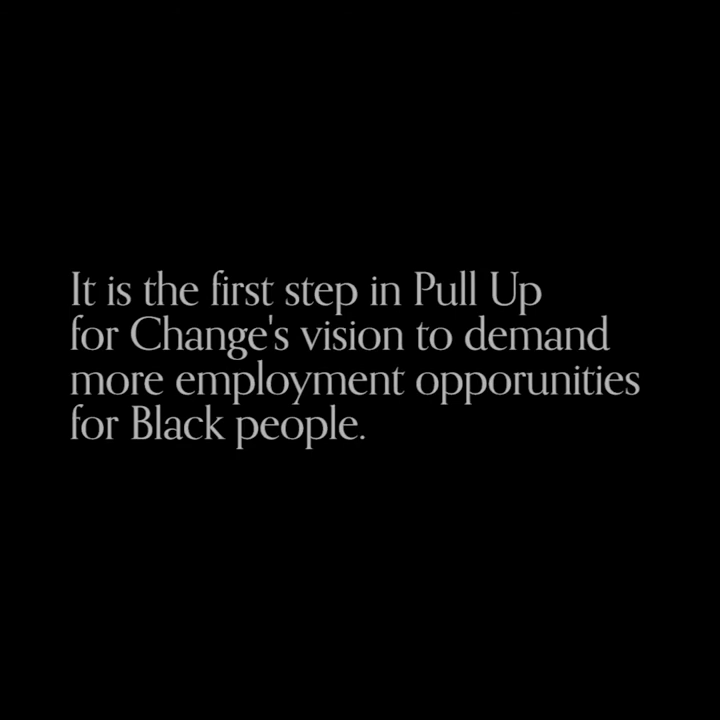 It is the first step in Pull Up
for Change's vision to demand
more employment opporunities
for Black people.